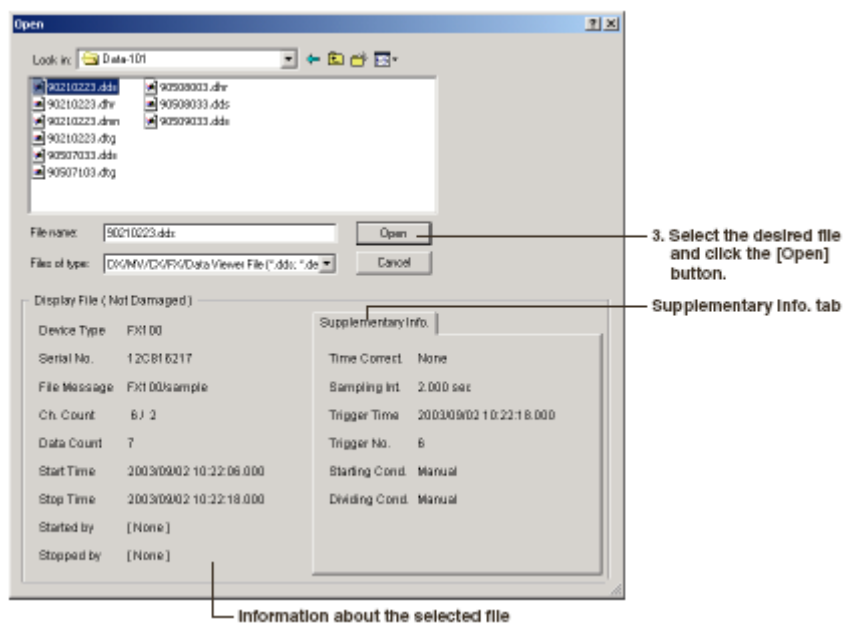 Open
Look in: Data-101
90210223.dds 90508003.dhr
90210223.dhr 90508033.dds
90210223.dmn 90509033.dds
90210223.dtg
90507033.dds
90507103.dtg
File name: 90210223.dds Open
Files of type: DX/MV/CX/FX/Data Viewer File (*.dds; *.de Cancel
3. Select the desired file
and click the [Open]
button.
Display File ( Not Damaged )
Supplementary Info. tab
Supplementary Info.
Device Type FX100
Serial No. 12C816217
File Message FX100/sample
Ch. Count 6 / 2
Data Count 7
Start Time 2003/09/02 10:22:06.000
Stop Time 2003/09/02 10:22:18.000
Started by [ None ]
Stopped by [ None ]
Time Correct. None
Sampling Int. 2.000 sec
Trigger Time 2003/09/02 10:22:18.000
Trigger No. 6
Starting Cond. Manual
Dividing Cond. Manual
Information about the selected file